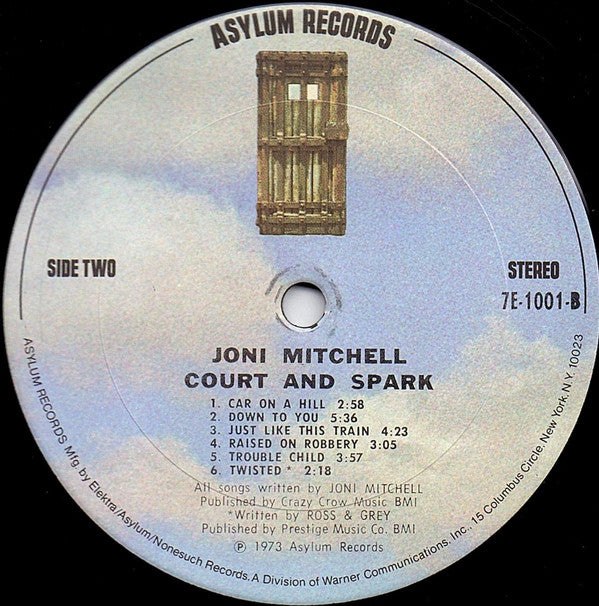 ASYLUM RECORDS
SIDE TWO
STEREO
7E-1001-B
JONI MITCHELL
COURT AND SPARK
1. CAR ON A HILL 2:58
2. DOWN TO YOU 5:36
3. JUST LIKE THIS TRAIN 4:23
4. RAISED ON ROBBERY 3:05
5. TROUBLE CHILD 3:57
6. TWISTED * 2:18
All songs written by JONI MITCHELL
Published by Crazy Crow Music BMI
*Written by ROSS & GREY
Published by Prestige Music Co. BMI
℗ 1973 Asylum Records
ASYLUM RECORDS Mfg. by Elektra/Asylum/Nonesuch Records. A Division of Warner Communications, Inc., 15 Columbus Circle, New York N.Y. 10023